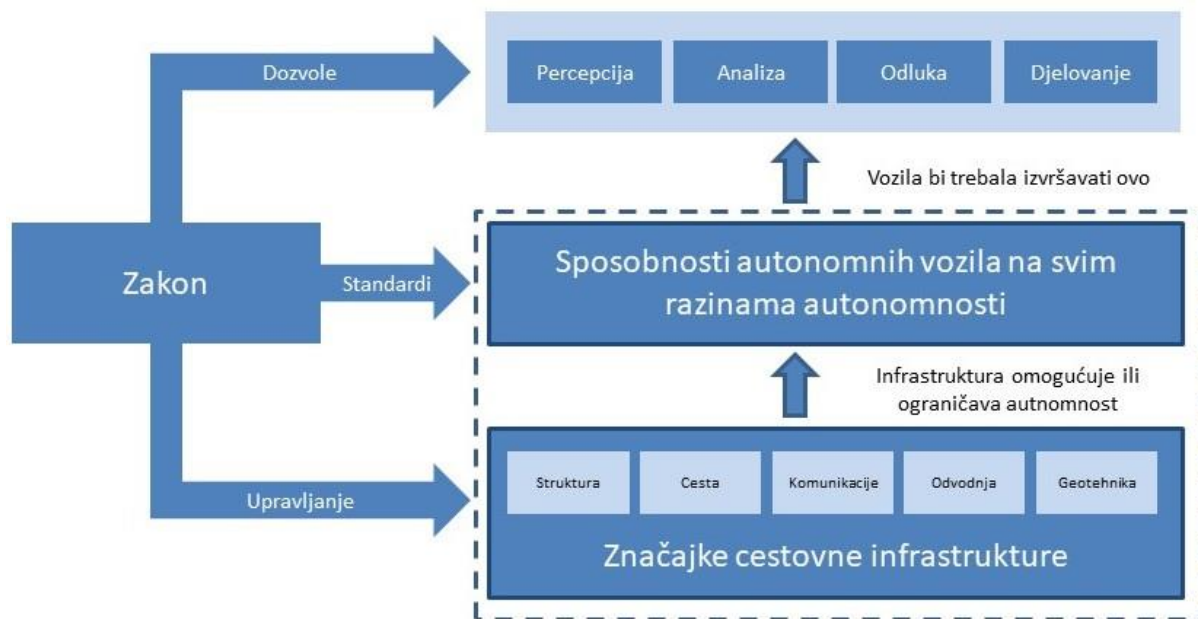 Dozvole
Percepcija
Analiza
Odluka
Djelovanje
Vozila bi trebala izvršavati ovo
Zakon
Standardi
Sposobnosti autonomnih vozila na svim
razinama autonomnosti
Infrastruktura omogućuje ili
ograničava autnomnost
Upravljanje
Struktura
Cesta
Komunikacije
Odvodnja
Geotehnika
Značajke cestovne infrastrukture